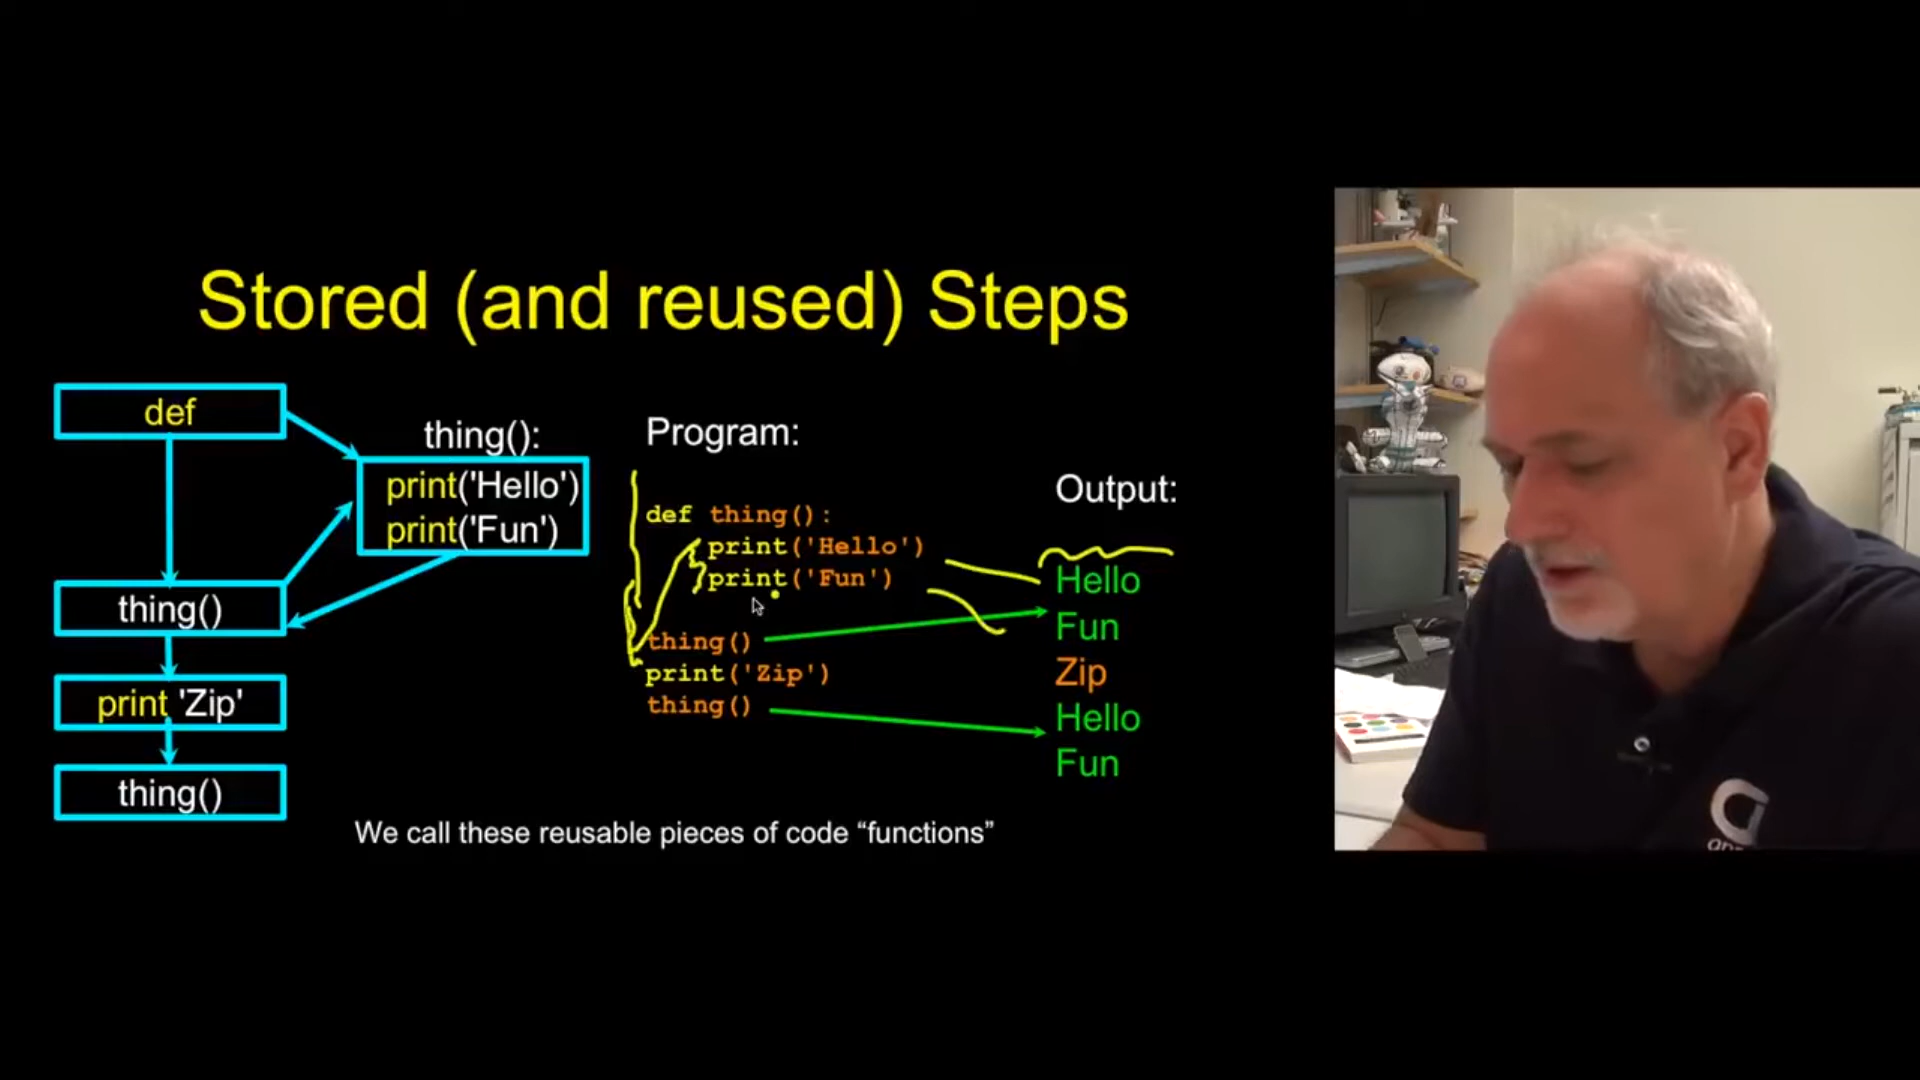 Stored (and reused) Steps
def
thing():
print('Hello')
print('Fun')
thing()
print 'Zip'
thing()
Program:
def thing():
print('Hello')
print('Fun')
thing()
print('Zip')
thing()
Output:
Hello
Fun
Zip
Hello
Fun
We call these reusable pieces of code “functions”